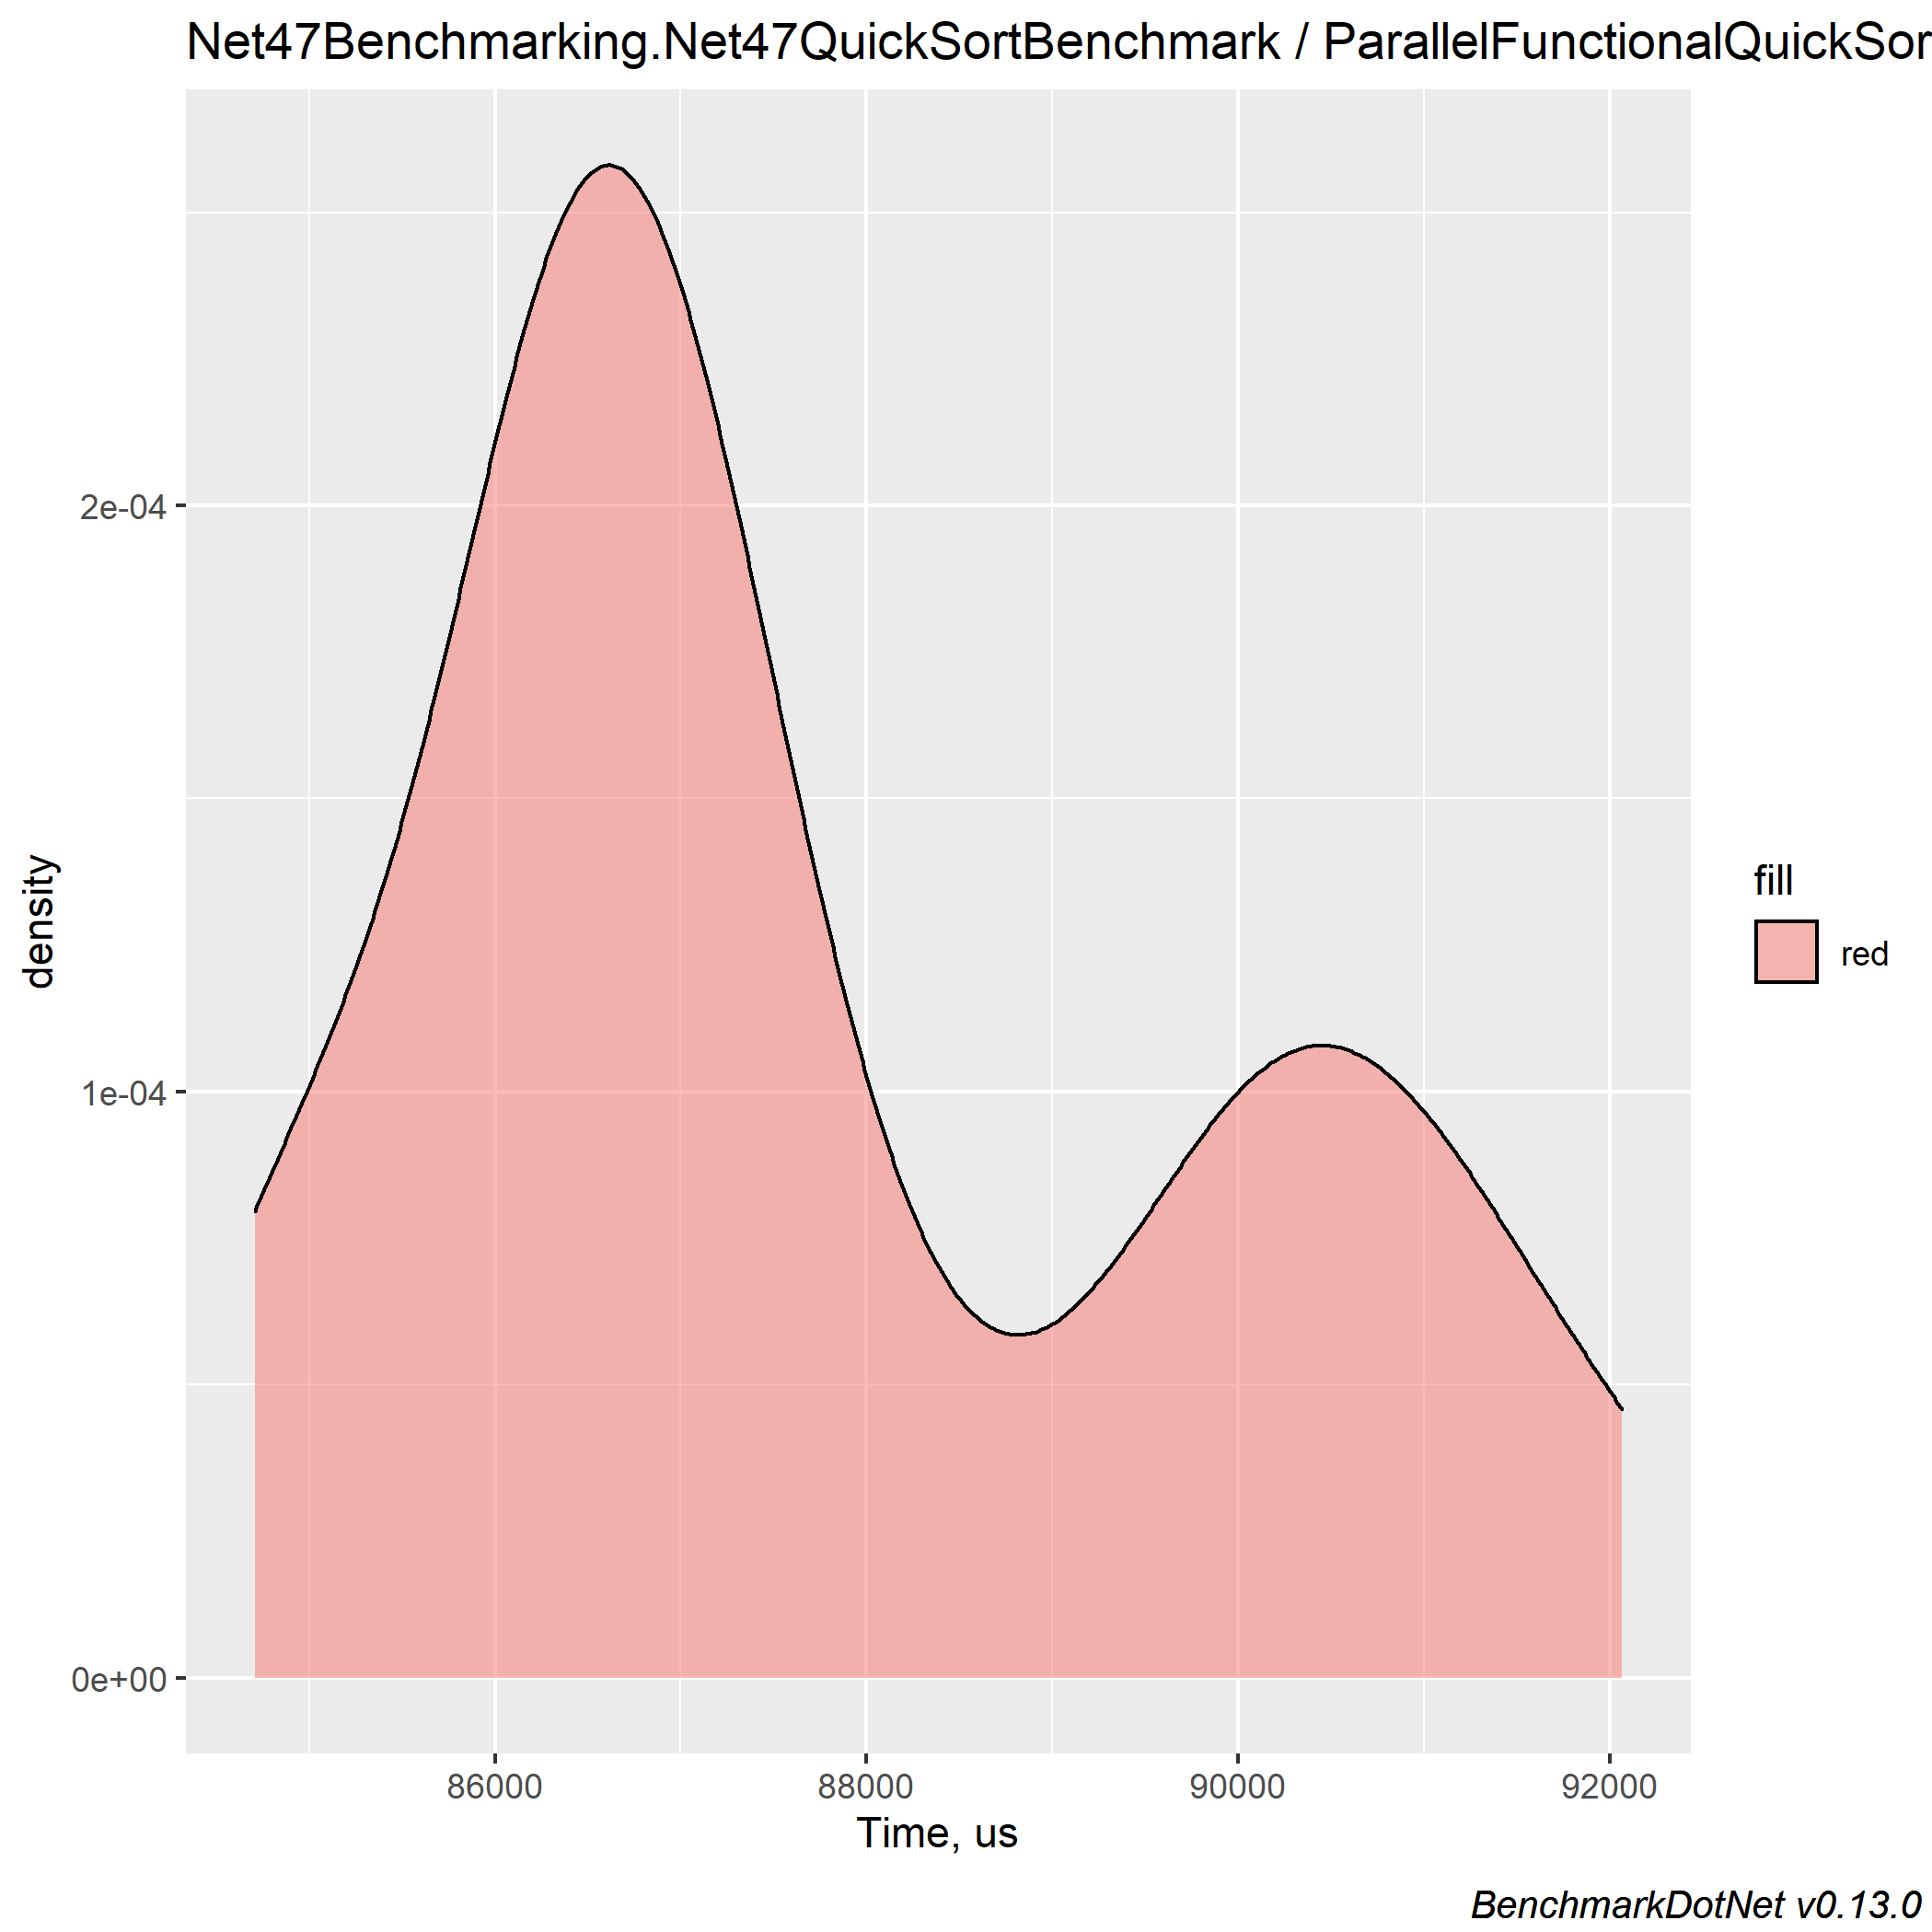 Net47Benchmarking.Net47QuickSortBenchmark / ParallelFunctionalQuickSor
2e-04
1e-04
0e+00
density
fill
red
86000 88000 90000 92000
Time, us
BenchmarkDotNet v0.13.0